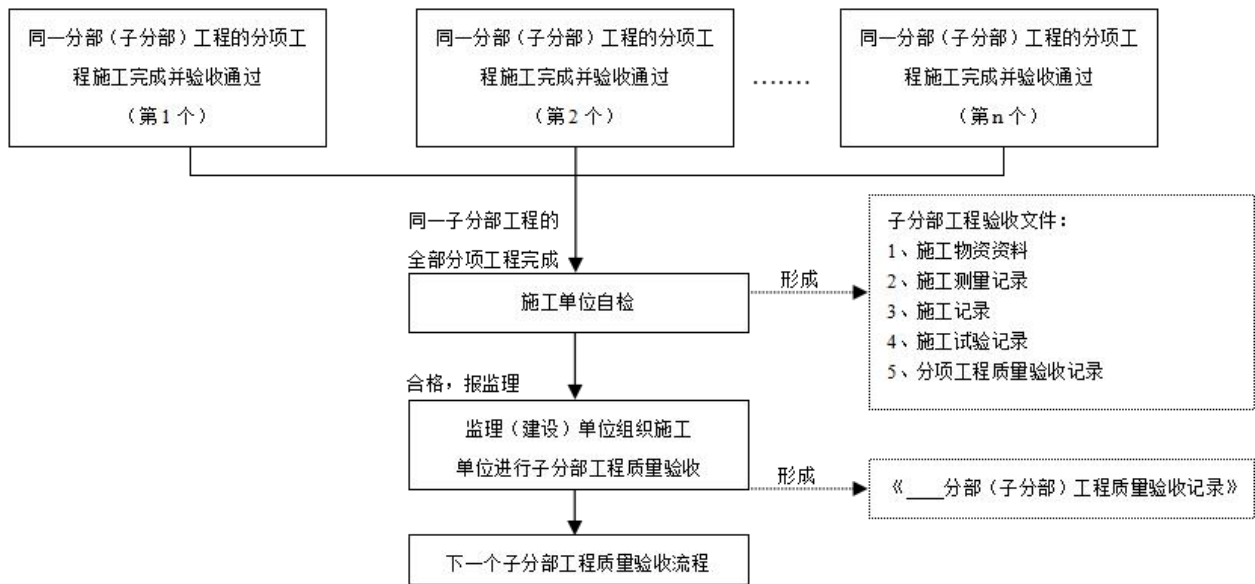 同一分部（子分部）工程的分项工
程施工完成并验收通过
（第1个）
同一分部（子分部）工程的分项工
程施工完成并验收通过
（第2个）
.......
同一分部（子分部）工程的分项工
程施工完成并验收通过
（第n个）
同一子分部工程的
全部分项工程完成
施工单位自检
形成
子分部工程验收文件：
1、施工物资资料
2、施工测量记录
3、施工记录
4、施工试验记录
5、分项工程质量验收记录
合格，报监理
监理（建设）单位组织施工
单位进行子分部工程质量验收
形成
《____分部（子分部）工程质量验收记录》
下一个子分部工程质量验收流程